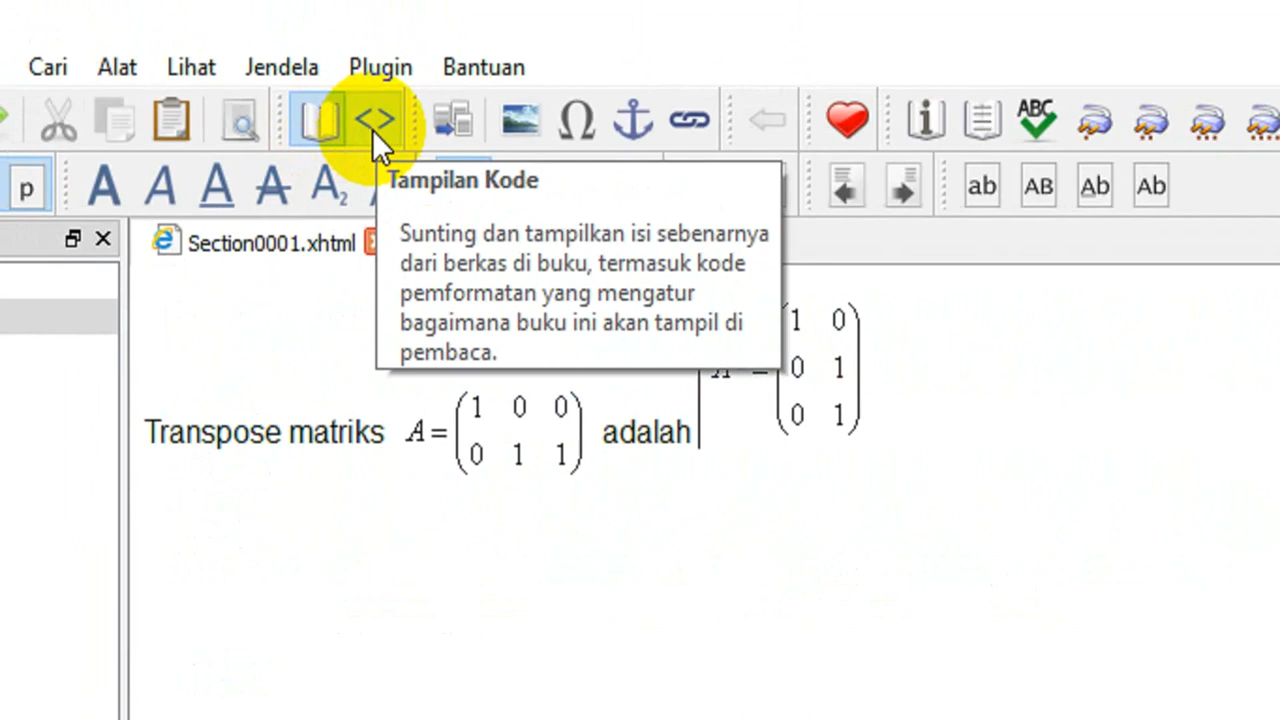 Cari Alat Lihat Jendela Plugin Bantuan
<>
ABC
p A A A A A₂ ab AB Ab Ab
Section0001.xhtml
Tampilan Kode
Sunting dan tampilkan isi sebenarnya
dari berkas di buku, termasuk kode
pemformatan yang mengatur
bagaimana buku ini akan tampil di
pembaca.
1 0
= 0 1
0 1
Transpose matriks A = (1 0 0 adalah
0 1 1)